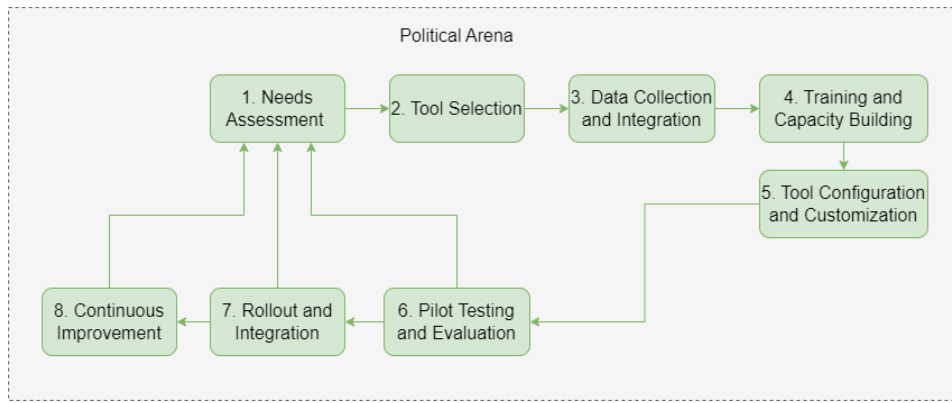 Political Arena
1. Needs
Assessment
2. Tool Selection
3. Data Collection
and Integration
4. Training and
Capacity Building
5. Tool Configuration
and Customization
6. Pilot Testing
and Evaluation
7. Rollout and
Integration
8. Continuous
Improvement